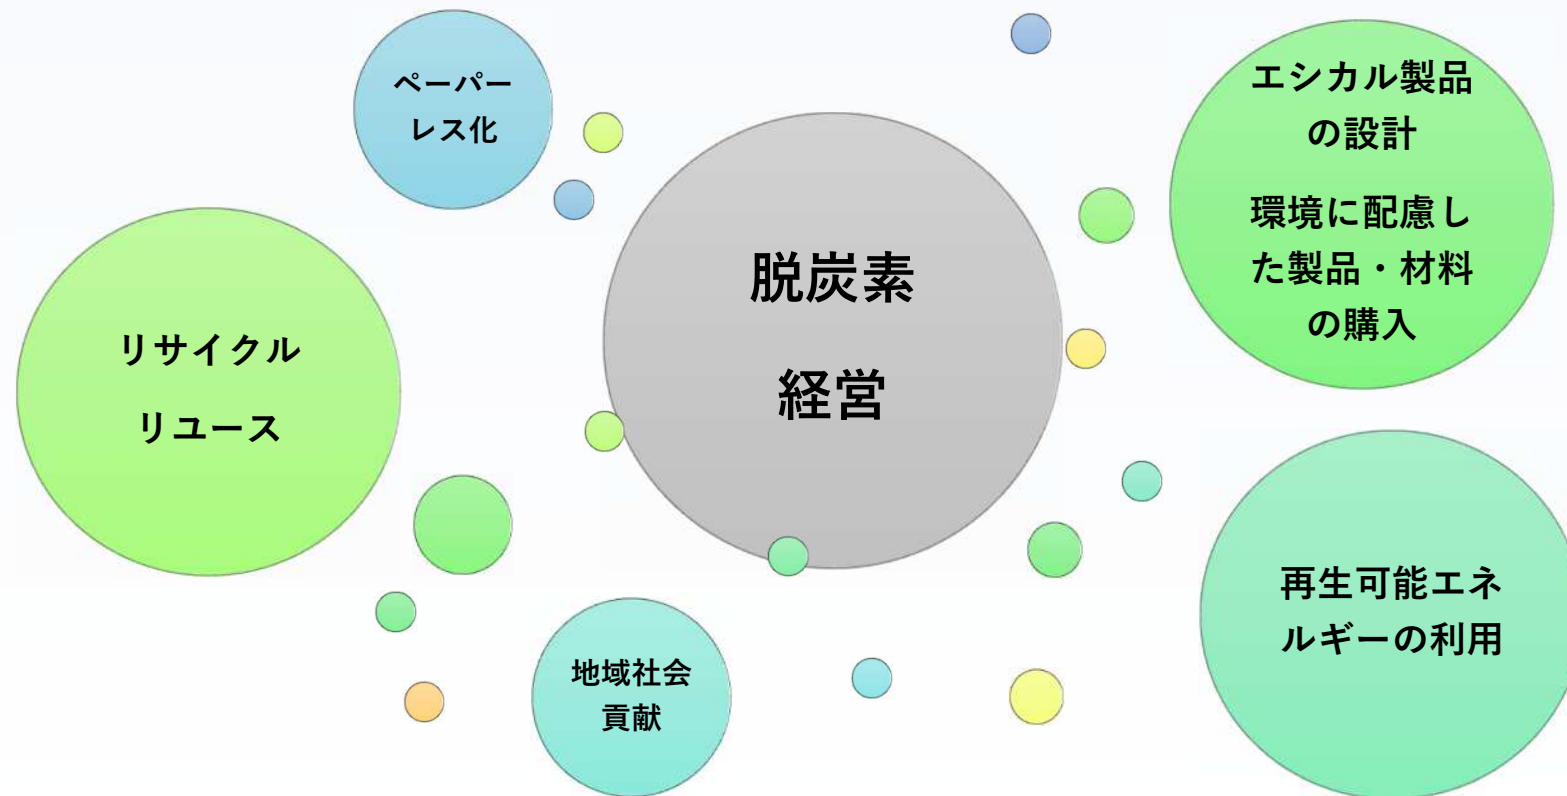 ペーパー
レス化
エシカル製品
の設計
環境に配慮し
た製品・材料
の購入
脱炭素
経営
リサイクル
リユース
再生可能エネ
ルギーの利用
地域社会
貢献